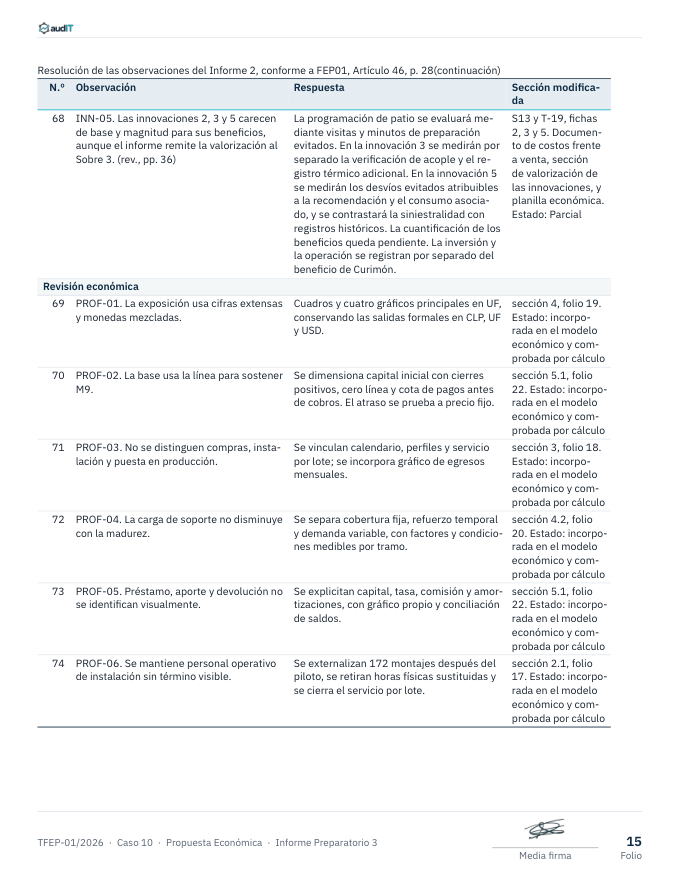 audIT
Resolución de las observaciones del Informe 2, conforme a FEP01, Artículo 46, p. 28(continuación)
N.º Observación Respuesta Sección modifica-
da
68 INN-05. Las innovaciones 2, 3 y 5 carecen
de base y magnitud para sus beneficios,
aunque el informe remite la valorización al
Sobre 3. (rev., pp. 36)
La programación de patio se evaluará me-
diante visitas y minutos de preparación
evitados. En la innovación 3 se medirán por
separado la verificación de acople y el re-
gistro térmico adicional. En la innovación 5
se medirán los desvíos evitados atribuibles
a la recomendación y el consumo asocia-
do, y se contrastará la siniestralidad con
registros históricos. La cuantificación de los
beneficios queda pendiente. La inversión y
la operación se registran por separado del
beneficio de Curimón.
S13 y T-19, fichas
2, 3 y 5. Documen-
to de costos frente
a venta, sección
de valorización de
las innovaciones, y
planilla económica.
Estado: Parcial
Revisión económica
69 PROF-01. La exposición usa cifras extensas
y monedas mezcladas.
Cuadros y cuatro gráficos principales en UF,
conservando las salidas formales en CLP, UF
y USD.
sección 4, folio 19.
Estado: incorpo-
rada en el modelo
económico y com-
probada por cálculo
70 PROF-02. La base usa la línea para sostener
M9.
Se dimensiona capital inicial con cierres
positivos, cero línea y cota de pagos antes
de cobros. El atraso se prueba a precio fijo.
sección 5.1, folio
22. Estado: incorpo-
rada en el modelo
económico y com-
probada por cálculo
71 PROF-03. No se distinguen compras, insta-
lación y puesta en producción.
Se vinculan calendario, perfiles y servicio
por lote; se incorpora gráfico de egresos
mensuales.
sección 3, folio 18.
Estado: incorpo-
rada en el modelo
económico y com-
probada por cálculo
72 PROF-04. La carga de soporte no disminuye
con la madurez.
Se separa cobertura fija, refuerzo temporal
y demanda variable, con factores y condicio-
nes medibles por tramo.
sección 4.2, folio
20. Estado: incorpo-
rada en el modelo
económico y com-
probada por cálculo
73 PROF-05. Préstamo, aporte y devolución no
se identifican visualmente.
Se explicitan capital, tasa, comisión y amor-
tizaciones, con gráfico propio y conciliación
de saldos.
sección 5.1, folio
22. Estado: incorpo-
rada en el modelo
económico y com-
probada por cálculo
74 PROF-06. Se mantiene personal operativo
de instalación sin término visible.
Se externalizan 172 montajes después del
piloto, se retiran horas físicas sustituidas y
se cierra el servicio por lote.
sección 2.1, folio
17. Estado: incorpo-
rada en el modelo
económico y com-
probada por cálculo
TFEP-01/2026 · Caso 10 · Propuesta Económica · Informe Preparatorio 3
Media firma
15
Folio